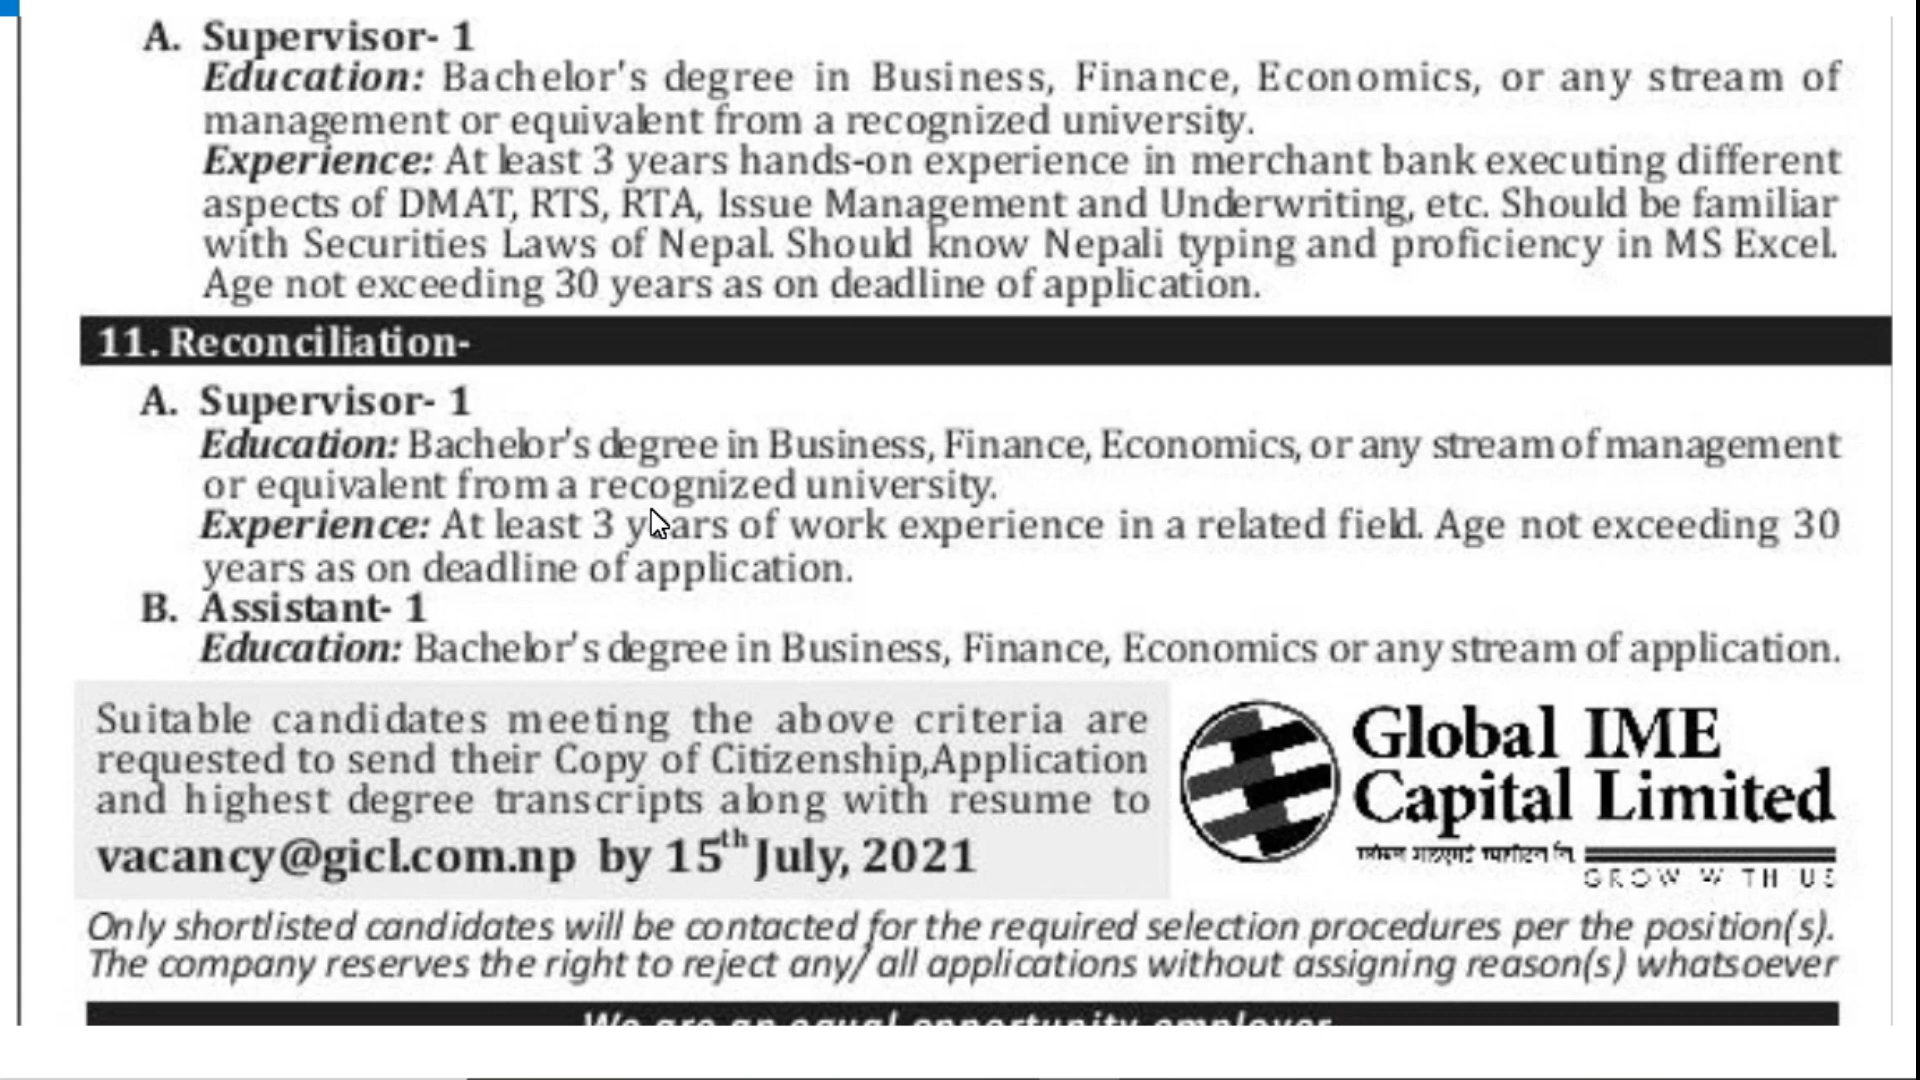 A. Supervisor- 1
Education: Bachelor's degree in Business, Finance, Economics, or any stream of
management or equivalent from a recognized university.
Experience: At least 3 years hands-on experience in merchant bank executing different
aspects of DMAT, RTS, RTA, Issue Management and Underwriting, etc. Should be familiar
with Securities Laws of Nepal. Should know Nepali typing and proficiency in MS Excel.
Age not exceeding 30 years as on deadline of application.
11. Reconciliation-
A. Supervisor- 1
Education: Bachelor's degree in Business, Finance, Economics, or any stream of management
or equivalent from a recognized university.
Experience: At least 3 years of work experience in a related field. Age not exceeding 30
years as on deadline of application.
B. Assistant- 1
Education: Bachelor's degree in Business, Finance, Economics or any stream of application.
Suitable candidates meeting the above criteria are
requested to send their Copy of Citizenship,Application
and highest degree transcripts along with resume to
vacancy@gicl.com.np by 15th July, 2021
Global IME
Capital Limited
GROW WITH US
Only shortlisted candidates will be contacted for the required selection procedures per the position(s).
The company reserves the right to reject any/ all applications without assigning reason(s) whatsoever
We are an equal opportunity employer